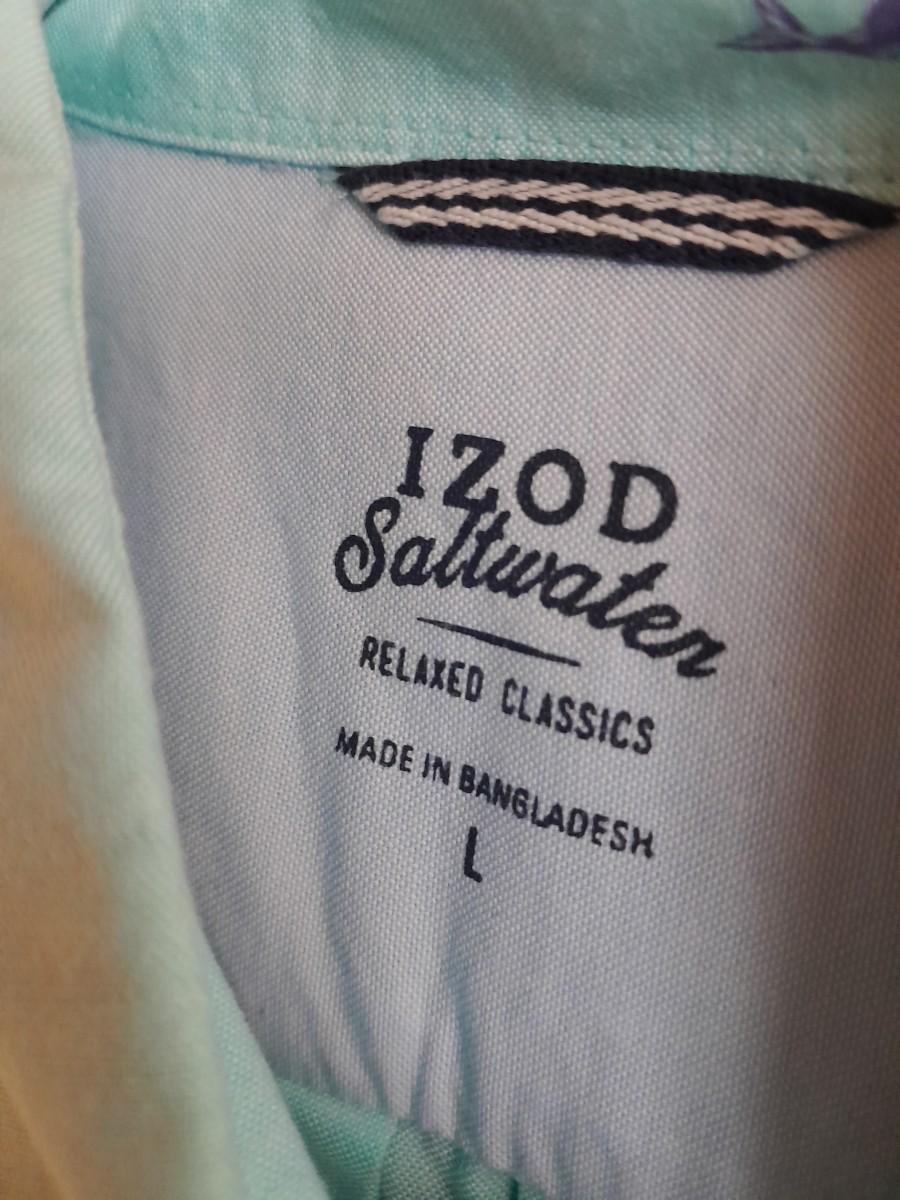 IZOD
Saltwater
RELAXED CLASSICS
MADE IN BANGLADESH
L